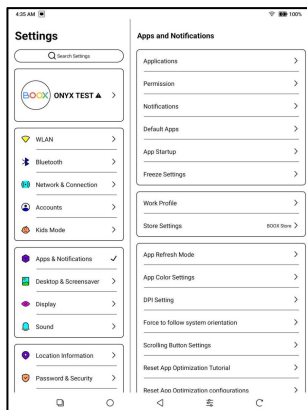 4:35 AM
100%
Settings
Search Settings
BOOX
ONYX TEST
WLAN
Bluetooth
Network & Connection
Accounts
Kids Mode
Apps & Notifications
Desktop & Screensaver
Display
Sound
Location Information
Password & Security
Apps and Notifications
Applications
Permission
Notifications
Default Apps
App Startup
Freeze Settings
Work Profile
Store Settings BOOX Store
App Refresh Mode
App Color Settings
DPI Setting
Force to follow system orientation
Scrolling Button Settings
Reset App Optimization Tutorial
Reset App Optimization configurations